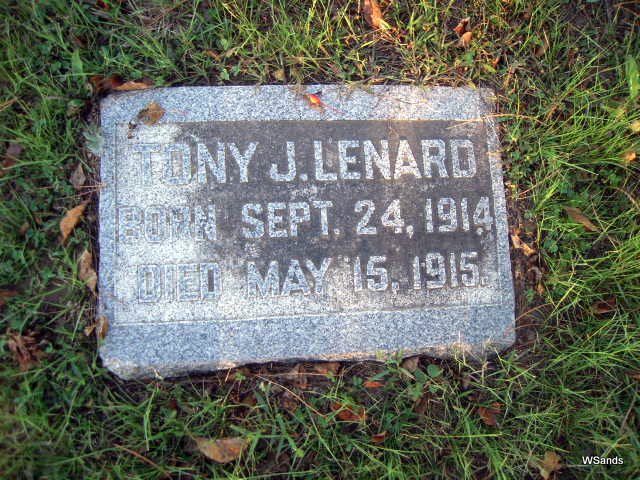 TONY J. LENARD
BORN SEPT. 24, 1914
DIED MAY 15, 1915.
WSands